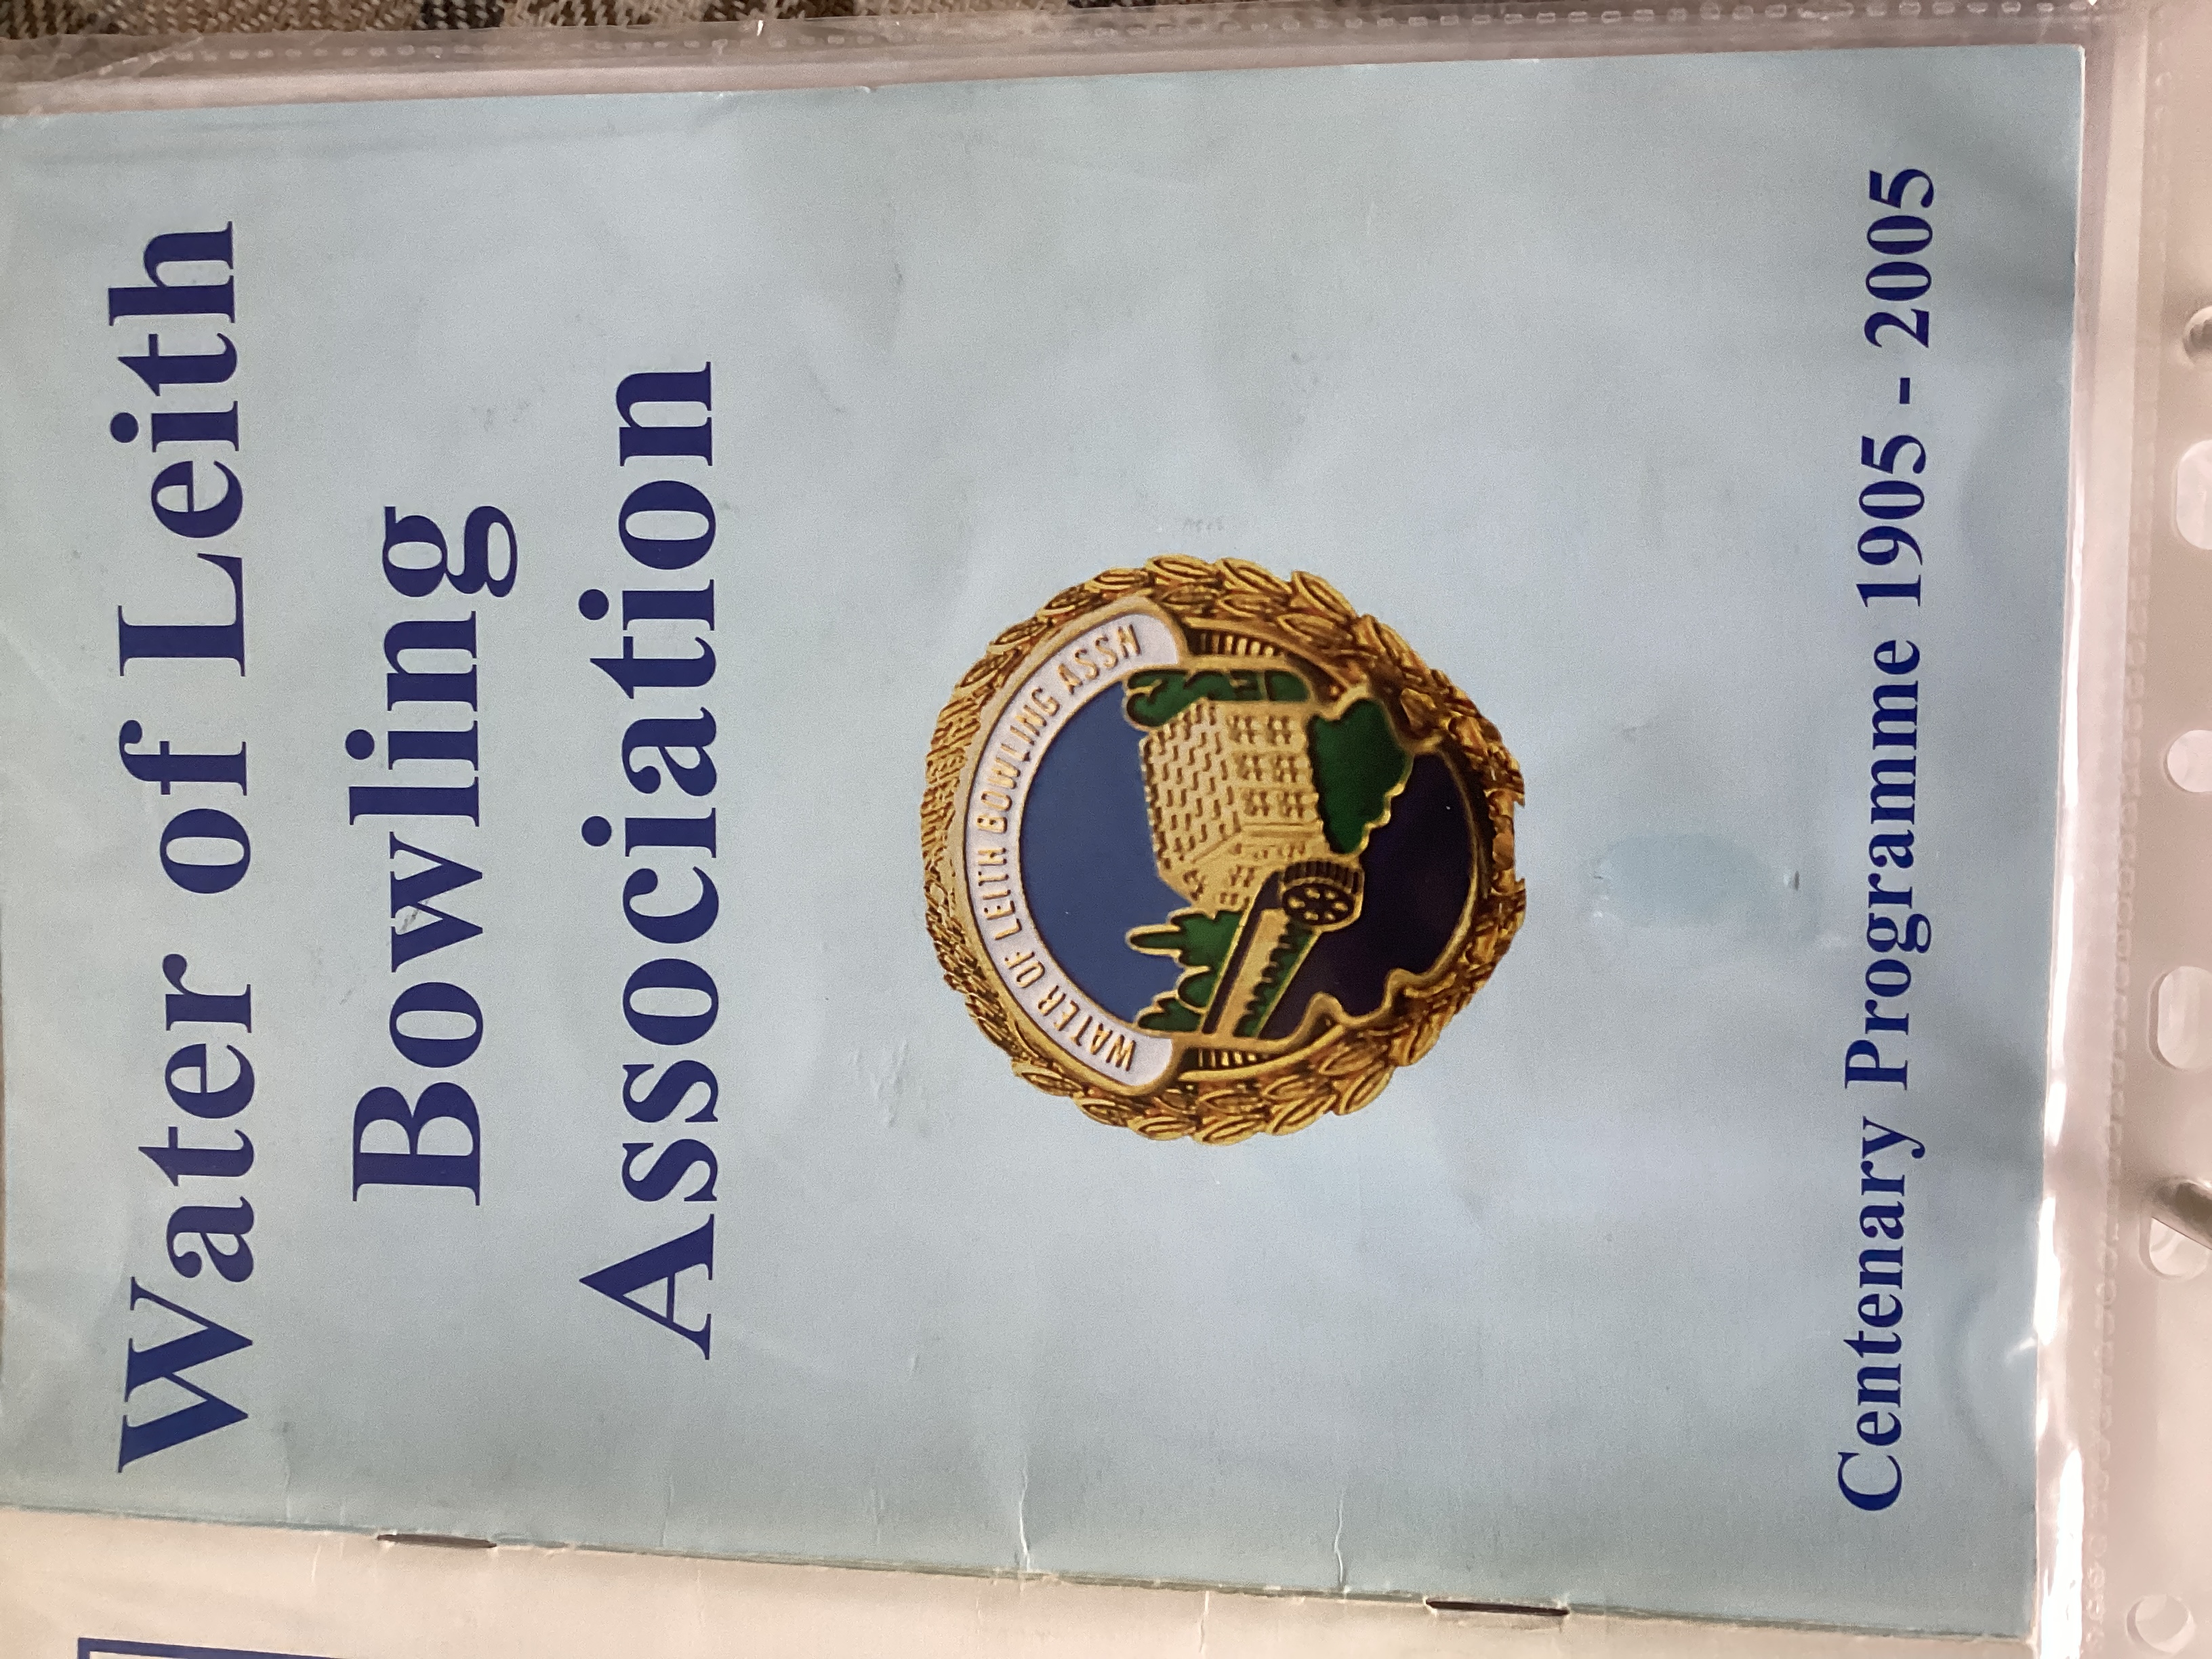 Water of Leith
Bowling
Association
WATER OF LEITH BOWLING ASSN
Centenary Programme 1905 - 2005